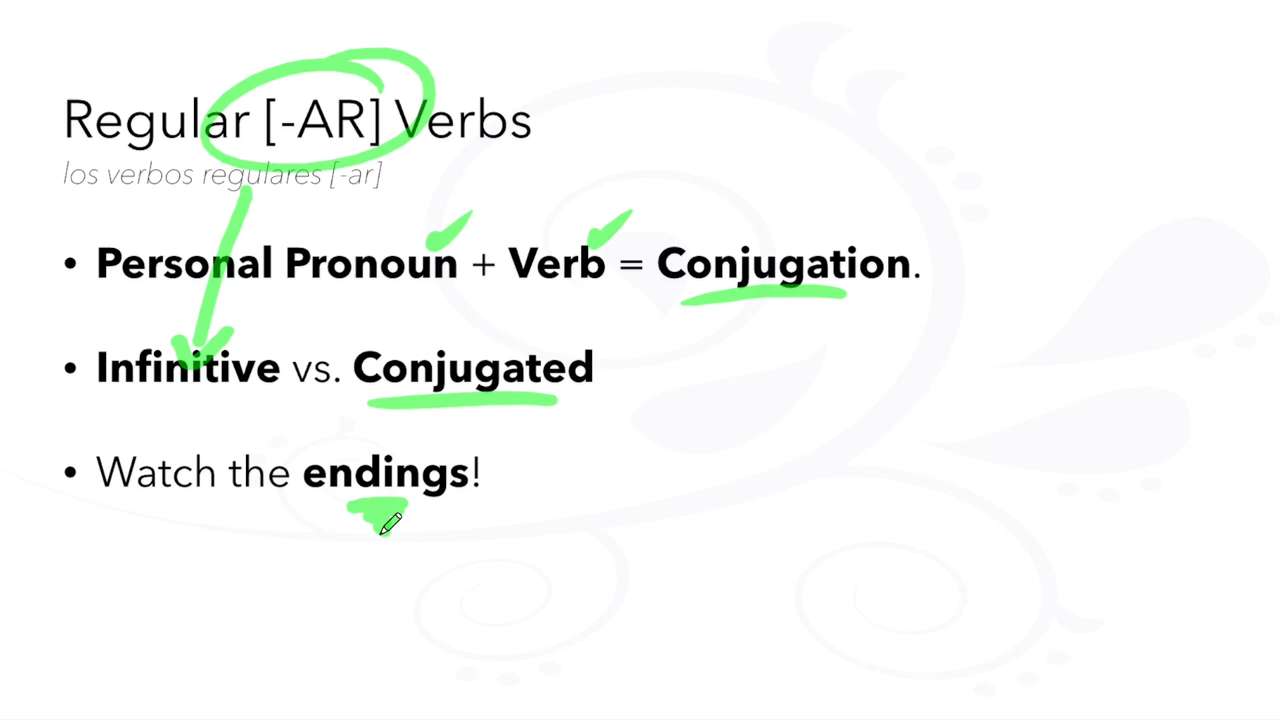 Regular [-AR] Verbs
los verbos regulares [-ar]
• Personal Pronoun + Verb = Conjugation.
• Infinitive vs. Conjugated
• Watch the endings!